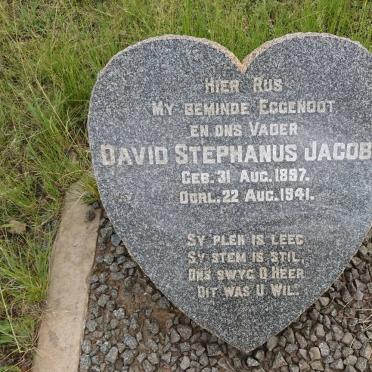 HIER RUS
MY BEMINDE EGGENOOT
EN ONS VADER
DAVID STEPHANUS JACOB
GEB. 31 AUG. 1897.
OORL. 22 AUG. 1941.
SY PLEK IS LEEG
SY STEM IS STIL,
ONS SWYG O HEER
DIT WAS U WIL.